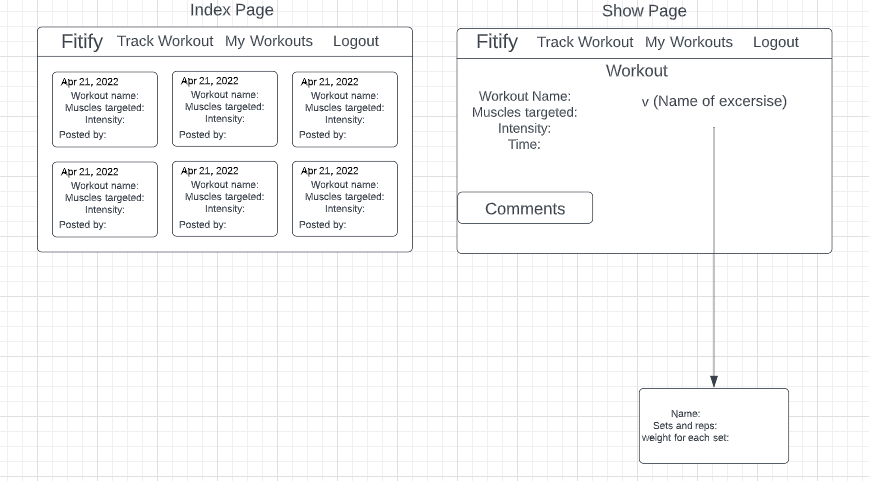 Index Page
Fitify Track Workout My Workouts Logout
Apr 21, 2022
Workout name:
Muscles targeted:
Intensity:
Posted by:
Apr 21, 2022
Workout name:
Muscles targeted:
Intensity:
Posted by:
Apr 21, 2022
Workout name:
Muscles targeted:
Intensity:
Posted by:
Apr 21, 2022
Workout name:
Muscles targeted:
Intensity:
Posted by:
Apr 21, 2022
Workout name:
Muscles targeted:
Intensity:
Posted by:
Apr 21, 2022
Workout name:
Muscles targeted:
Intensity:
Posted by:
Show Page
Fitify Track Workout My Workouts Logout
Workout
Workout Name:
Muscles targeted:
Intensity:
Time:
v (Name of excersise)
Comments
Name:
Sets and reps:
weight for each set: